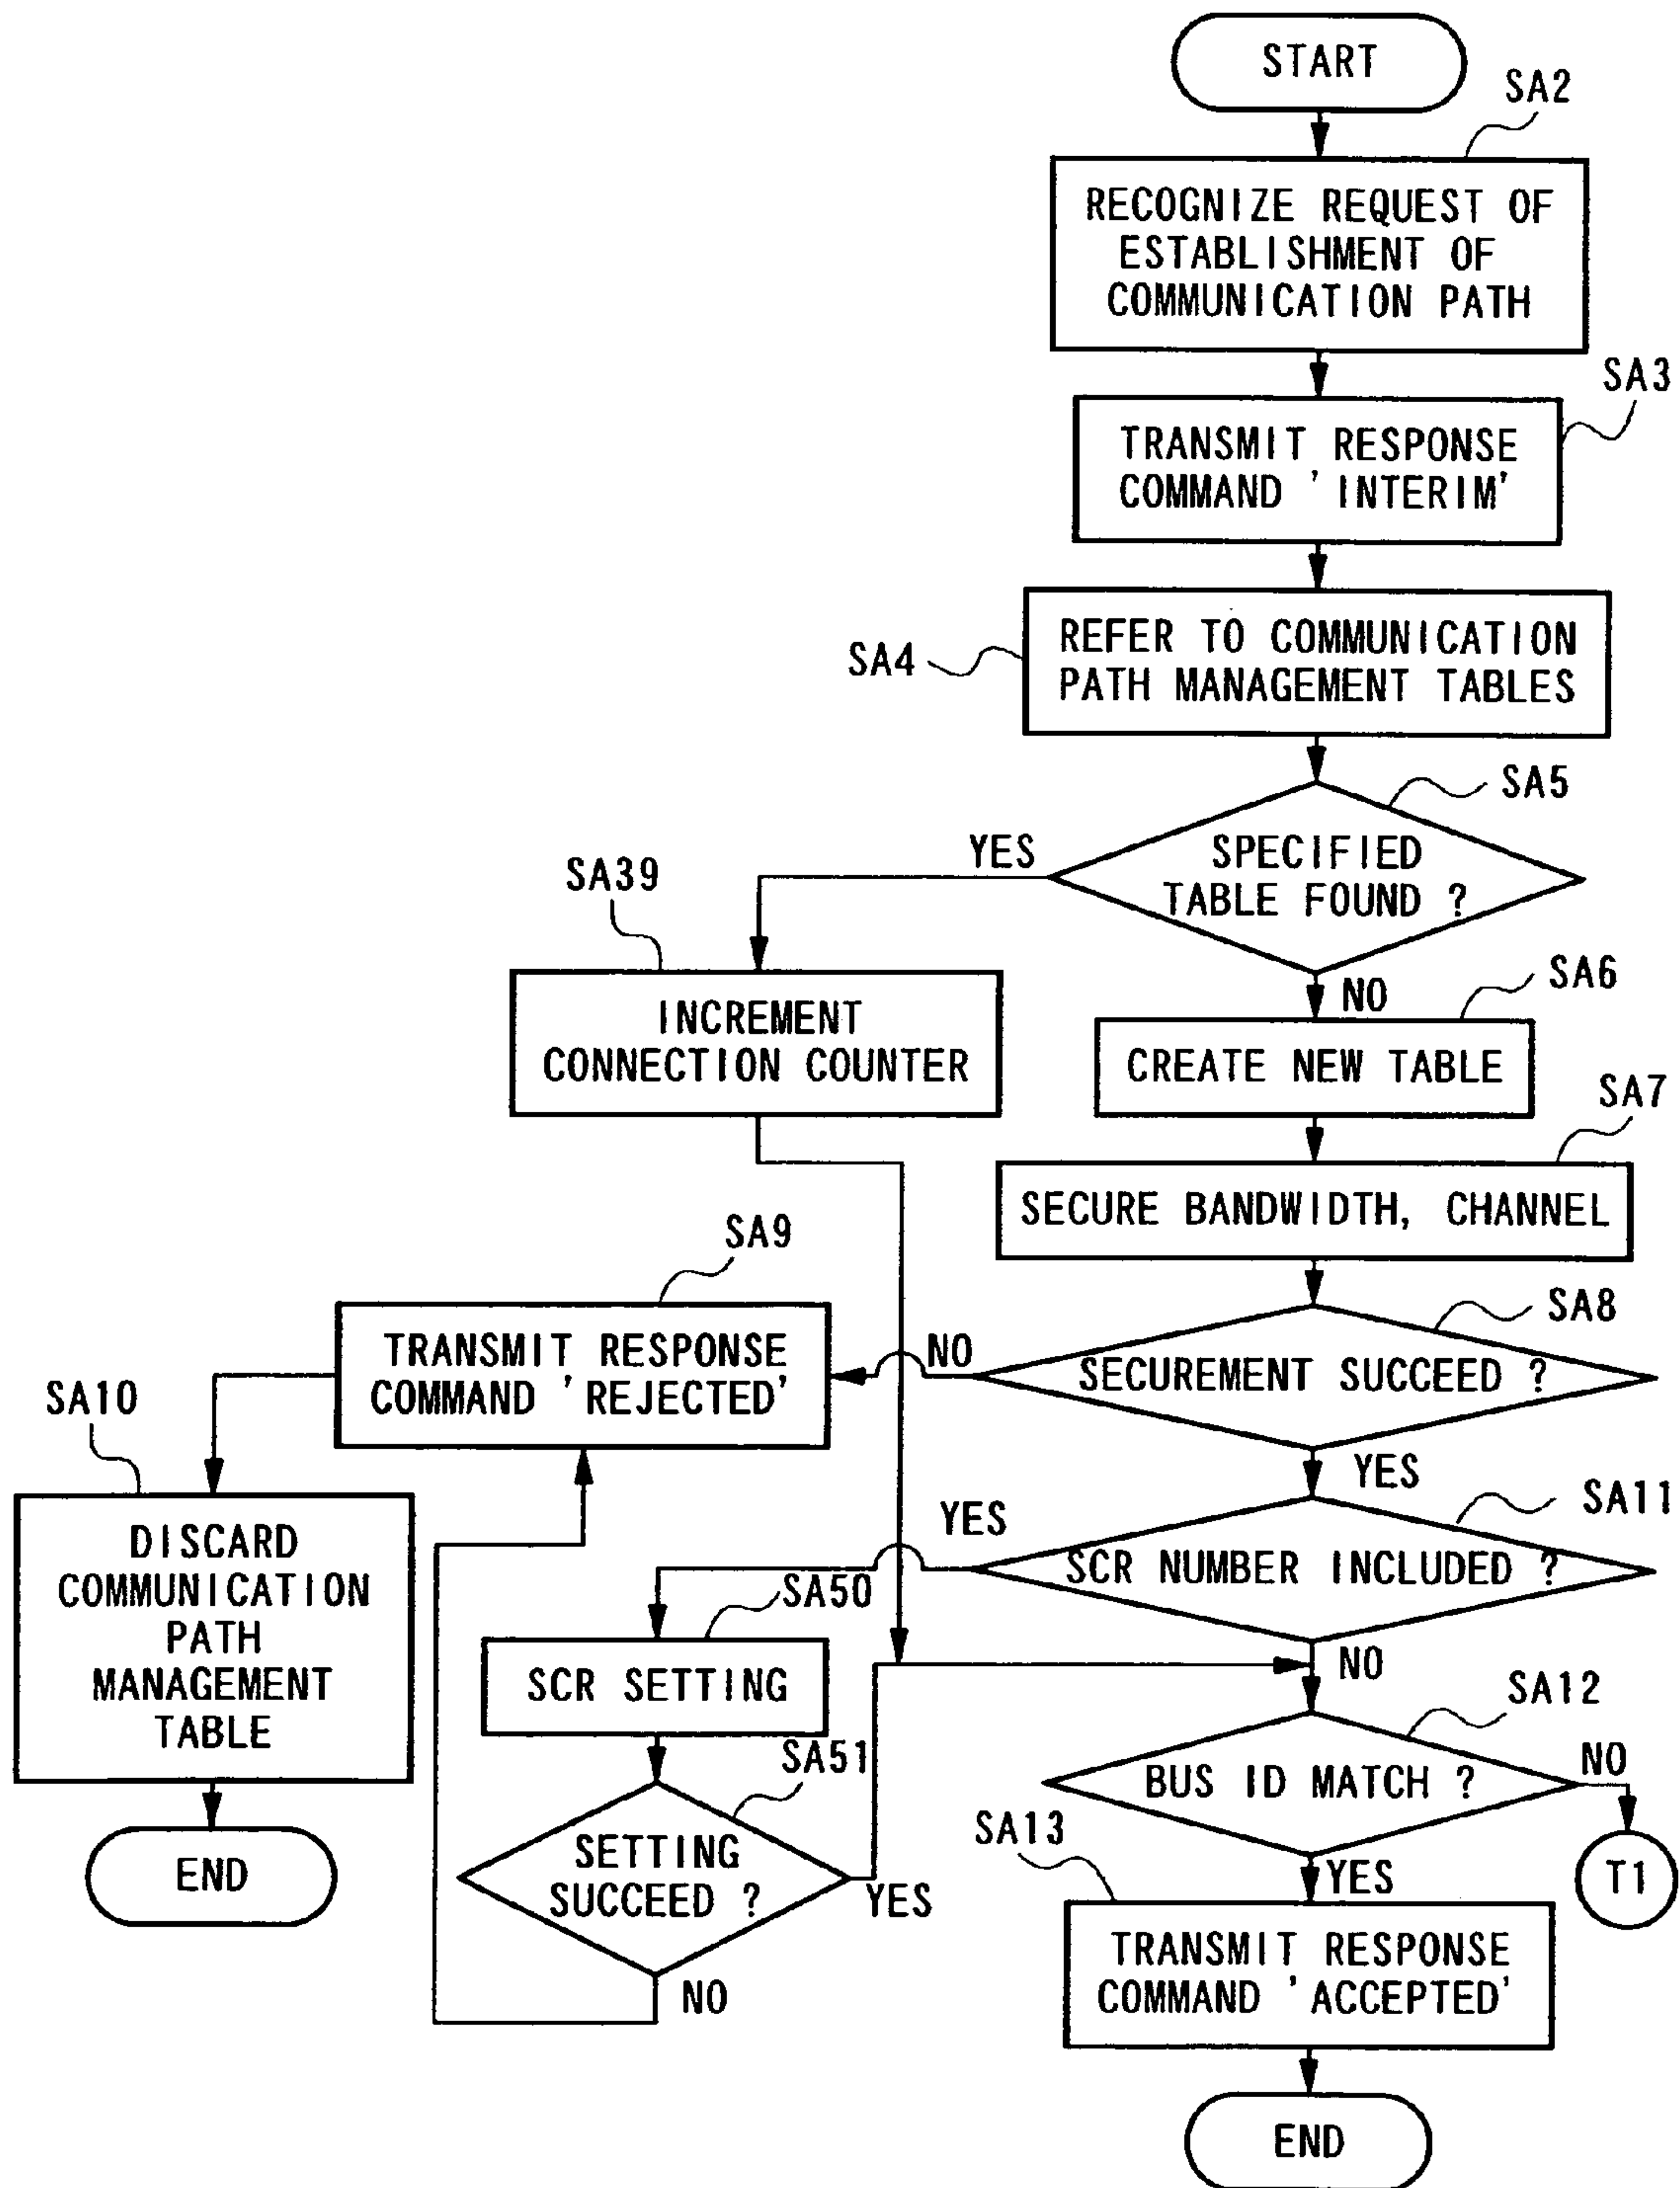 START
SA2
RECOGNIZE REQUEST OF
ESTABLISHMENT OF
COMMUNICATION PATH
SA3
TRANSMIT RESPONSE
COMMAND 'INTERIM'
SA4
REFER TO COMMUNICATION
PATH MANAGEMENT TABLES
SA5
SPECIFIED
TABLE FOUND ?
YES
NO
SA39
INCREMENT
CONNECTION COUNTER
SA6
CREATE NEW TABLE
SA7
SECURE BANDWIDTH, CHANNEL
SA8
SECUREMENT SUCCEED ?
NO
YES
SA9
TRANSMIT RESPONSE
COMMAND 'REJECTED'
SA10
DISCARD
COMMUNICATION
PATH
MANAGEMENT
TABLE
END
SA11
SCR NUMBER INCLUDED ?
YES
NO
SA50
SCR SETTING
SA51
SETTING
SUCCEED ?
YES
NO
SA12
BUS ID MATCH ?
NO
T1
YES
SA13
TRANSMIT RESPONSE
COMMAND 'ACCEPTED'
END